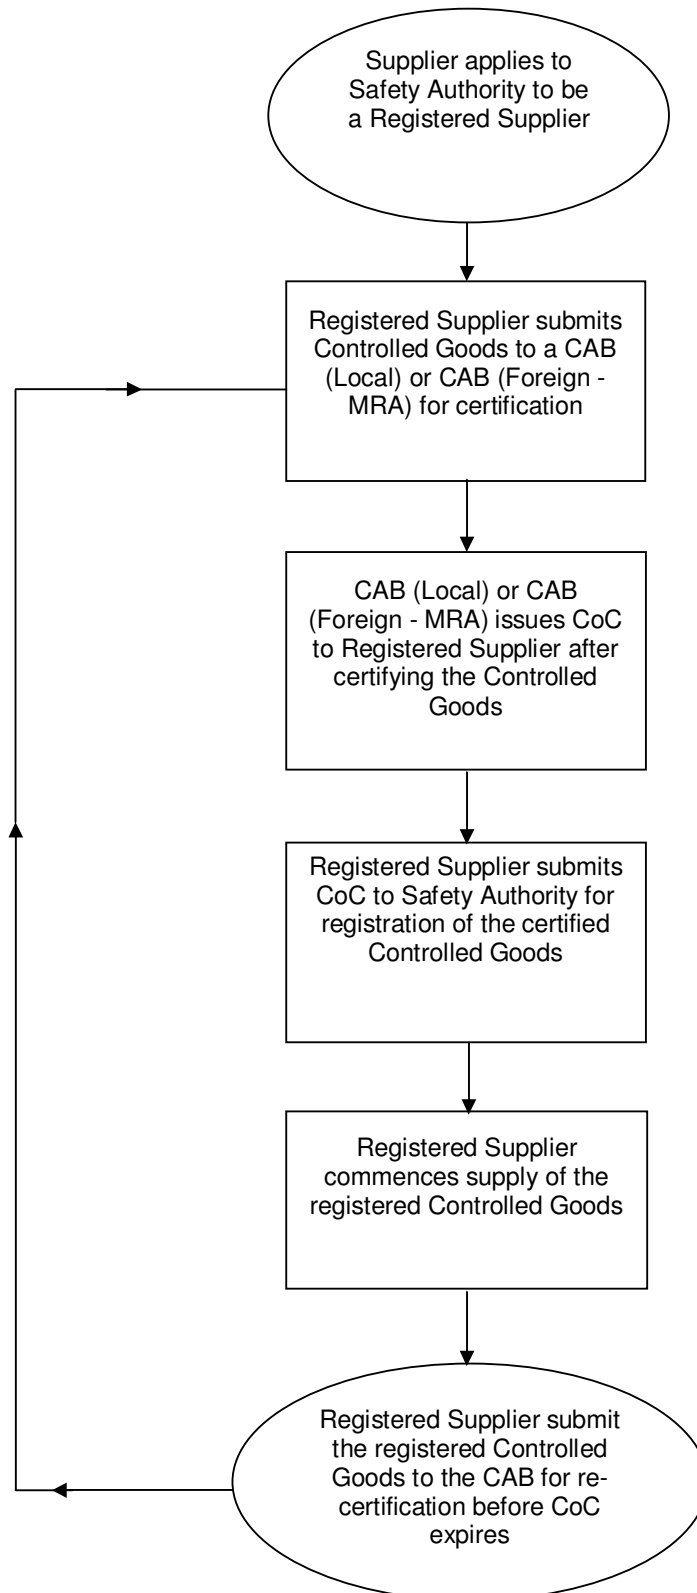 Supplier applies to
Safety Authority to be
a Registered Supplier
Registered Supplier submits
Controlled Goods to a CAB
(Local) or CAB (Foreign -
MRA) for certification
CAB (Local) or CAB
(Foreign - MRA) issues CoC
to Registered Supplier after
certifying the Controlled
Goods
Registered Supplier submits
CoC to Safety Authority for
registration of the certified
Controlled Goods
Registered Supplier
commences supply of the
registered Controlled Goods
Registered Supplier submit
the registered Controlled
Goods to the CAB for re-
certification before CoC
expires